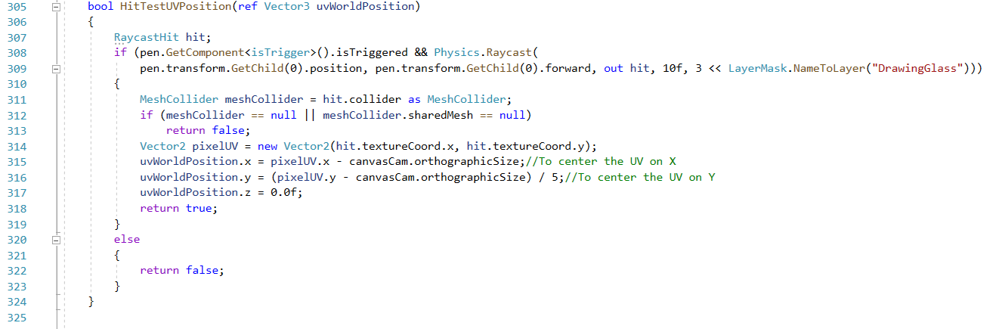 305 bool HitTestUVPosition(ref Vector3 uvWorldPosition)
306 {
307 RaycastHit hit;
308 if (pen.GetComponent<isTrigger>().isTriggered && Physics.Raycast(
309 pen.transform.GetChild(0).position, pen.transform.GetChild(0).forward, out hit, 10f, 3 << LayerMask.NameToLayer("DrawingGlass")))
310 {
311 MeshCollider meshCollider = hit.collider as MeshCollider;
312 if (meshCollider == null || meshCollider.sharedMesh == null)
313 return false;
314 Vector2 pixelUV = new Vector2(hit.textureCoord.x, hit.textureCoord.y);
315 uvWorldPosition.x = pixelUV.x - canvasCam.orthographicSize;//To center the UV on X
316 uvWorldPosition.y = (pixelUV.y - canvasCam.orthographicSize) / 5;//To center the UV on Y
317 uvWorldPosition.z = 0.0f;
318 return true;
319 }
320 else
321 {
322 return false;
323 }
324 }
325